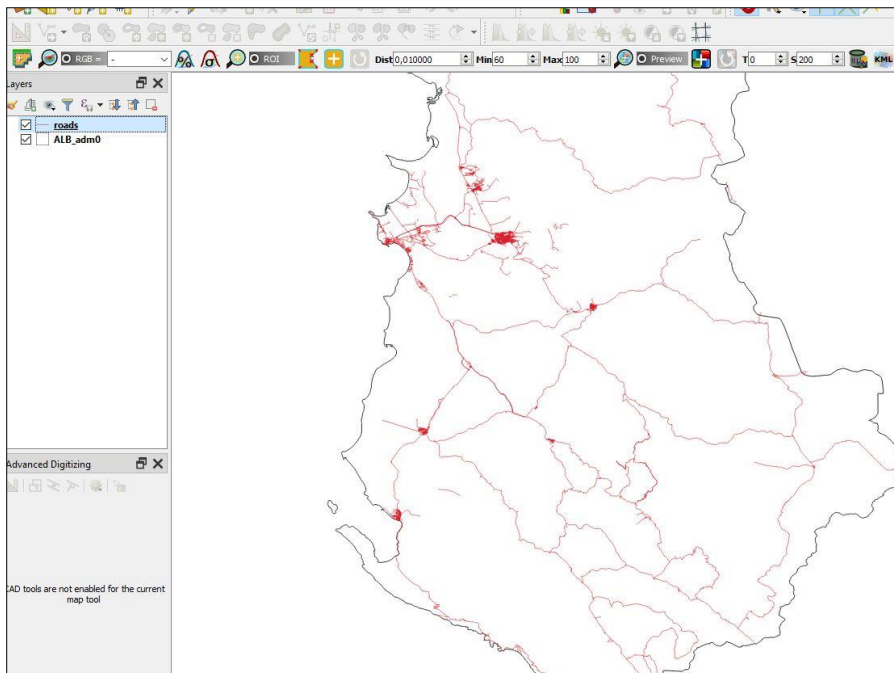 RGB = -
ROI
Dist 0,010000
Min 60
Max 100
Preview
T 0
S 200
KML
Layers
roads
ALB_adm0
Advanced Digitizing
CAD tools are not enabled for the current
map tool